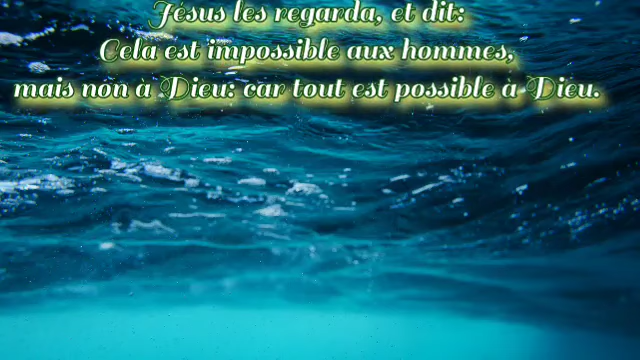 Jésus les regarda, et dit:
Cela est impossible aux hommes,
mais non à Dieu: car tout est possible à Dieu.